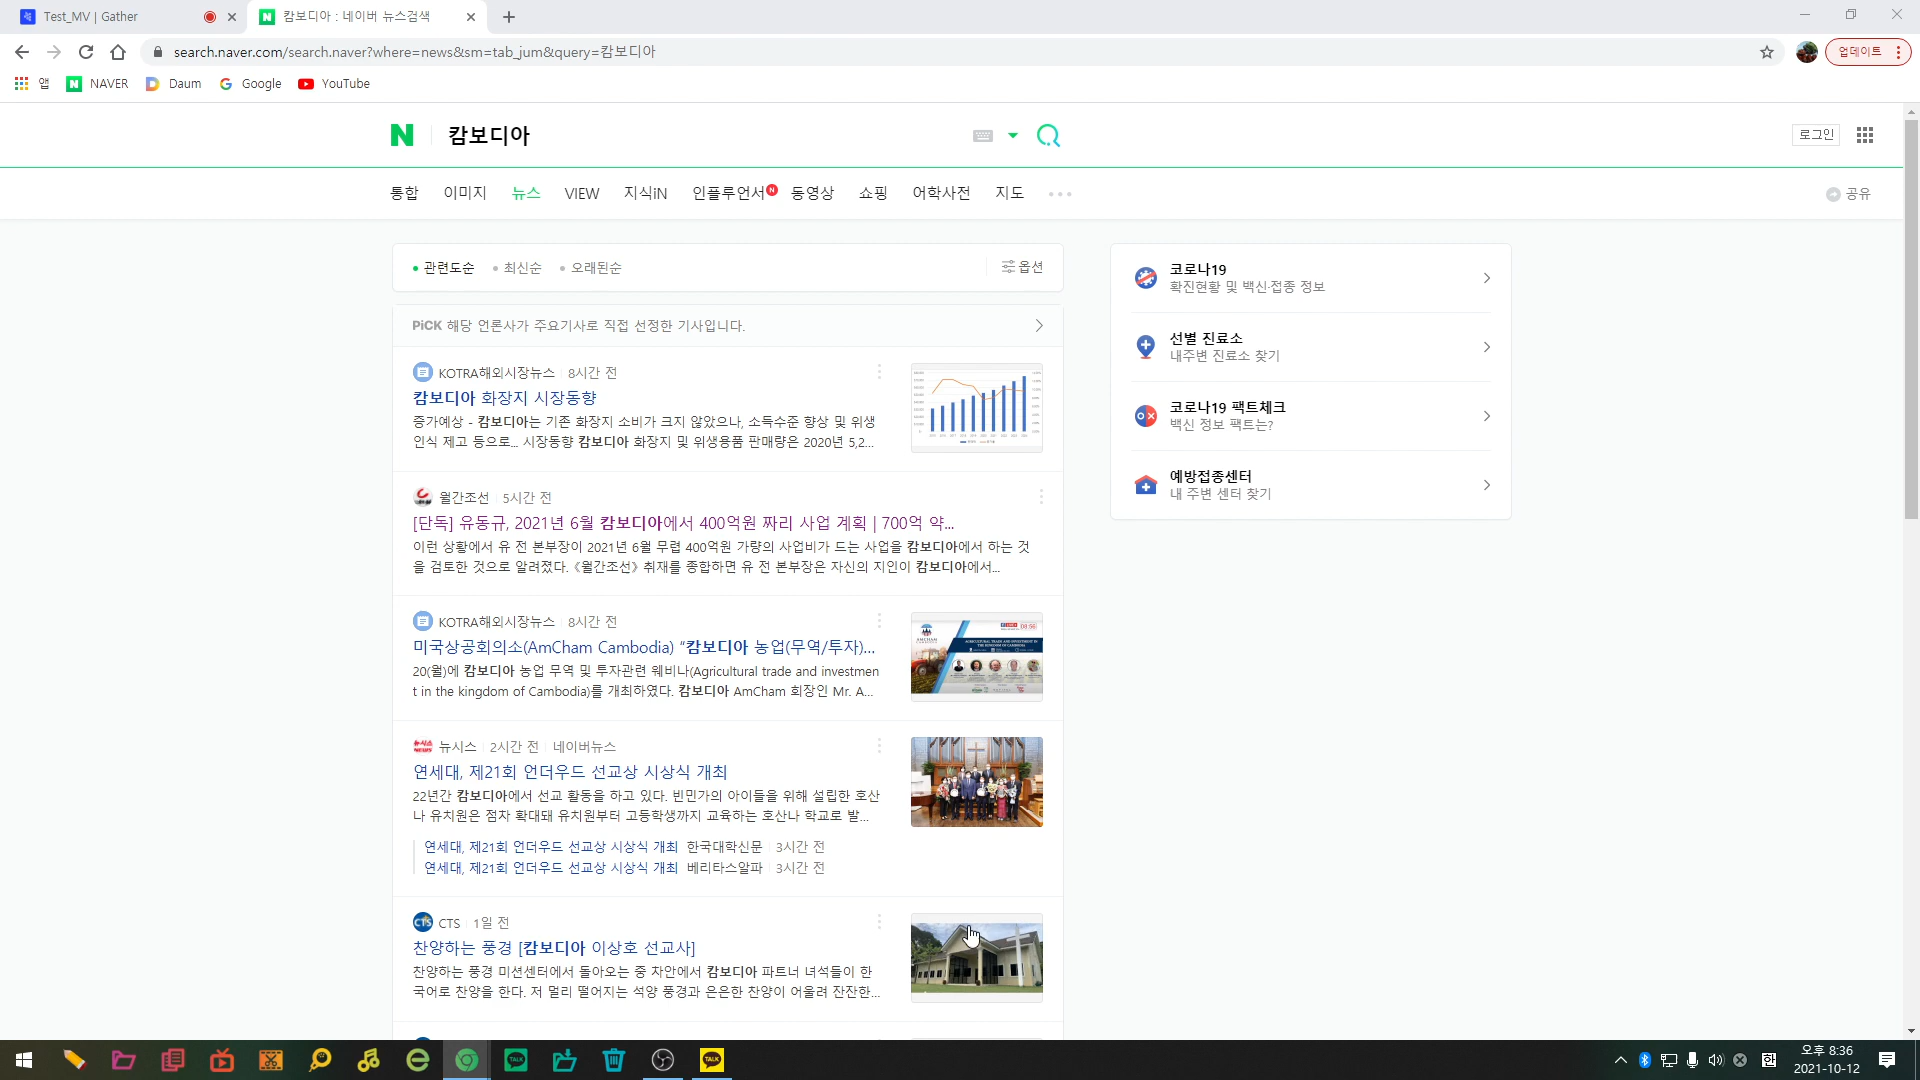 Test_MV | Gather
캄보디아 : 네이버 뉴스검색
search.naver.com/search.naver?where=news&sm=tab_jum&query=캄보디아
업데이트
앱 NAVER Daum Google YouTube
N 캄보디아
로그인
통합 이미지 뉴스 VIEW 지식iN 인플루언서 N 동영상 쇼핑 어학사전 지도
공유
관련도순 최신순 오래된순 옵션
PiCK 해당 언론사가 주요기사로 직접 선정한 기사입니다.
KOTRA해외시장뉴스 8시간 전
캄보디아 화장지 시장동향
증가예상 - 캄보디아는 기존 화장지 소비가 크지 않았으나, 소득수준 향상 및 위생
인식 제고 등으로... 시장동향 캄보디아 화장지 및 위생용품 판매량은 2020년 5,2...
월간조선 5시간 전
[단독] 유동규, 2021년 6월 캄보디아에서 400억원 짜리 사업 계획 | 700억 약...
이런 상황에서 유 전 본부장이 2021년 6월 무렵 400억원 가량의 사업비가 드는 사업을 캄보디아에서 하는 것
을 검토한 것으로 알려졌다. 《월간조선》 취재를 종합하면 유 전 본부장은 자신의 지인이 캄보디아에서...
KOTRA해외시장뉴스 8시간 전
미국상공회의소(AmCham Cambodia) “캄보디아 농업(무역/투자)...
20(월)에 캄보디아 농업 무역 및 투자관련 웨비나(Agricultural trade and investmen
t in the kingdom of Cambodia)를 개최하였다. 캄보디아 AmCham 회장인 Mr. A...
AGRICULTURAL TRADE AND INVESTMENT IN
THE KINGDOM OF CAMBODIA
뉴시스 2시간 전 네이버뉴스
연세대, 제21회 언더우드 선교상 시상식 개최
22년간 캄보디아에서 선교 활동을 하고 있다. 빈민가의 아이들을 위해 설립한 호산
나 유치원은 점차 확대돼 유치원부터 고등학생까지 교육하는 호산나 학교로 발...
연세대, 제21회 언더우드 선교상 시상식 개최 한국대학신문 3시간 전
연세대, 제21회 언더우드 선교상 시상식 개최 베리타스알파 3시간 전
CTS CTS 1일 전
찬양하는 풍경 [캄보디아 이상호 선교사]
찬양하는 풍경 미션센터에서 돌아오는 중 차안에서 캄보디아 파트너 녀석들이 한
국어로 찬양을 한다. 저 멀리 떨어지는 석양 풍경과 은은한 찬양이 어울려 잔잔한...
코로나19
확진현황 및 백신·접종 정보
선별 진료소
내주변 진료소 찾기
코로나19 팩트체크
백신 정보 팩트는?
예방접종센터
내 주변 센터 찾기
TALK
TALK
한
오후 8:36
2021-10-12